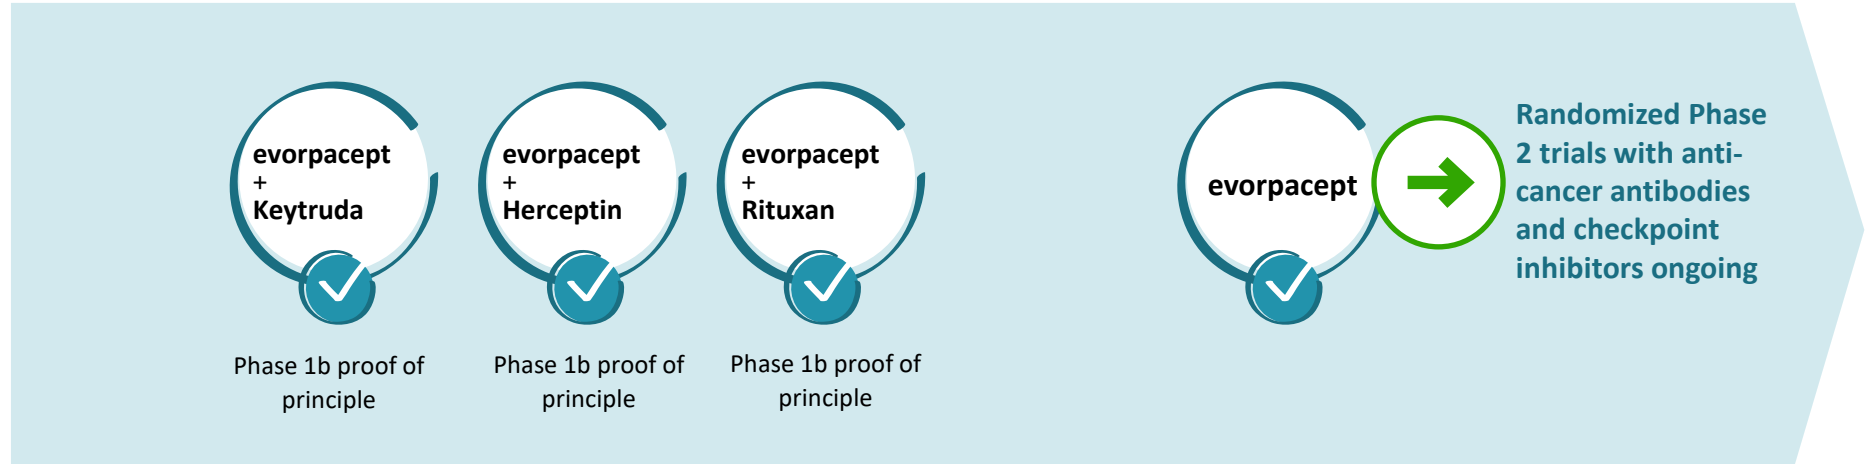 evorpacept
+
Keytruda
Phase 1b proof of
principle
evorpacept
+
Herceptin
Phase 1b proof of
principle
evorpacept
+
Rituxan
Phase 1b proof of
principle
evorpacept
Randomized Phase
2 trials with anti-
cancer antibodies
and checkpoint
inhibitors ongoing